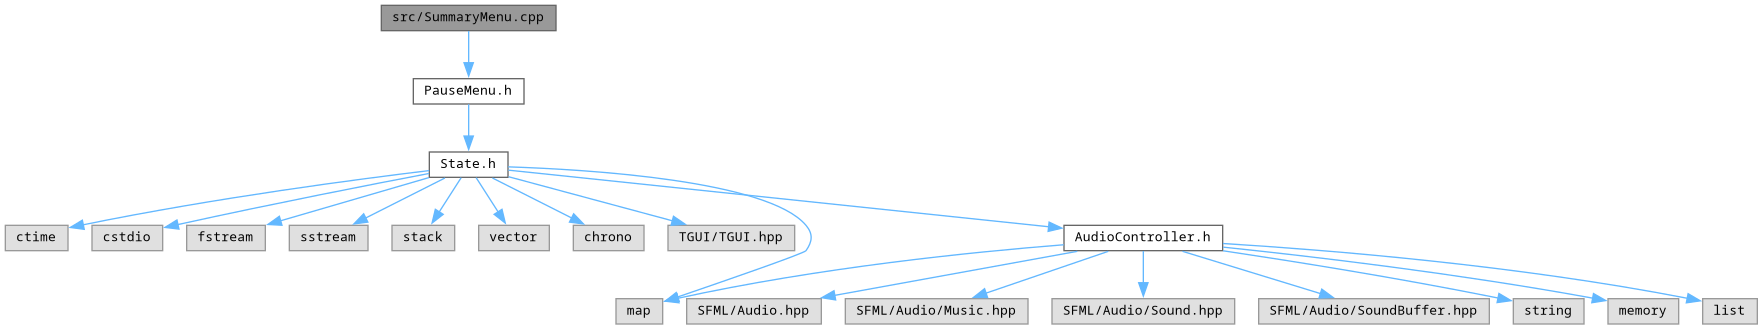 src/SummaryMenu.cpp
PauseMenu.h
State.h
ctime
cstdio
fstream
sstream
stack
vector
chrono
TGUI/TGUI.hpp
AudioController.h
map
SFML/Audio.hpp
SFML/Audio/Music.hpp
SFML/Audio/Sound.hpp
SFML/Audio/SoundBuffer.hpp
string
memory
list